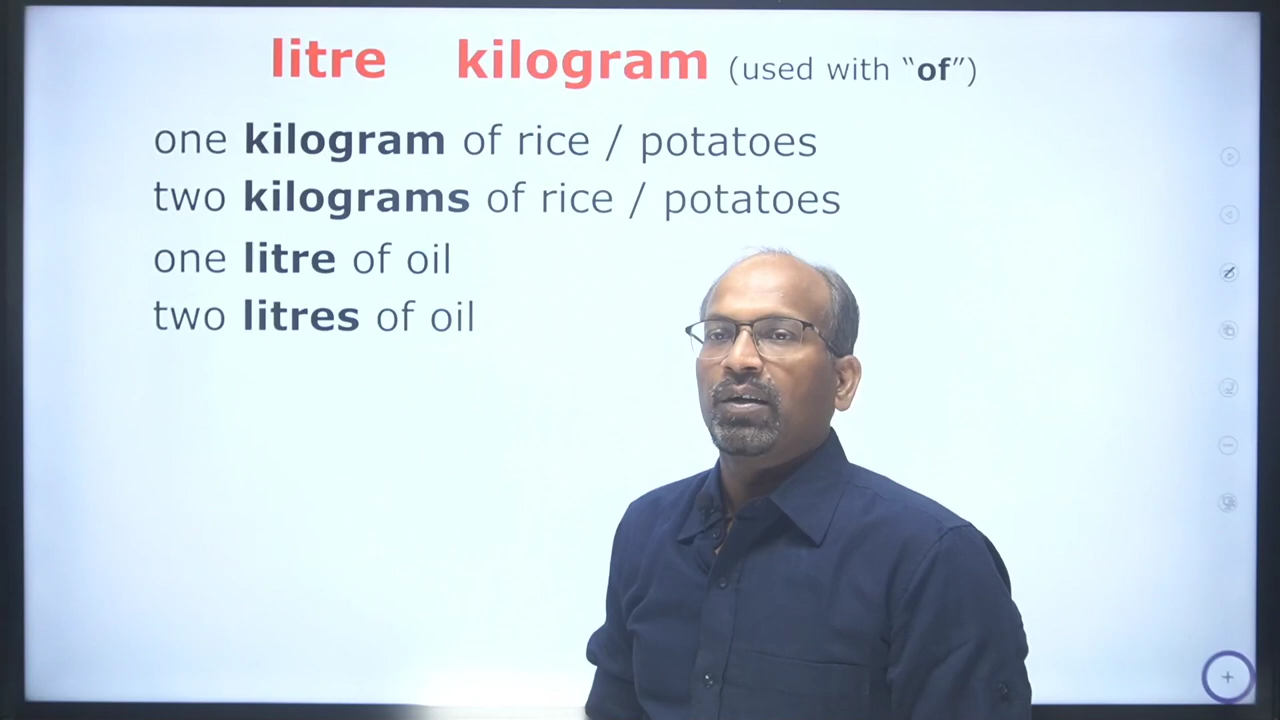 litre kilogram (used with “of”)
one kilogram of rice / potatoes
two kilograms of rice / potatoes
one litre of oil
two litres of oil